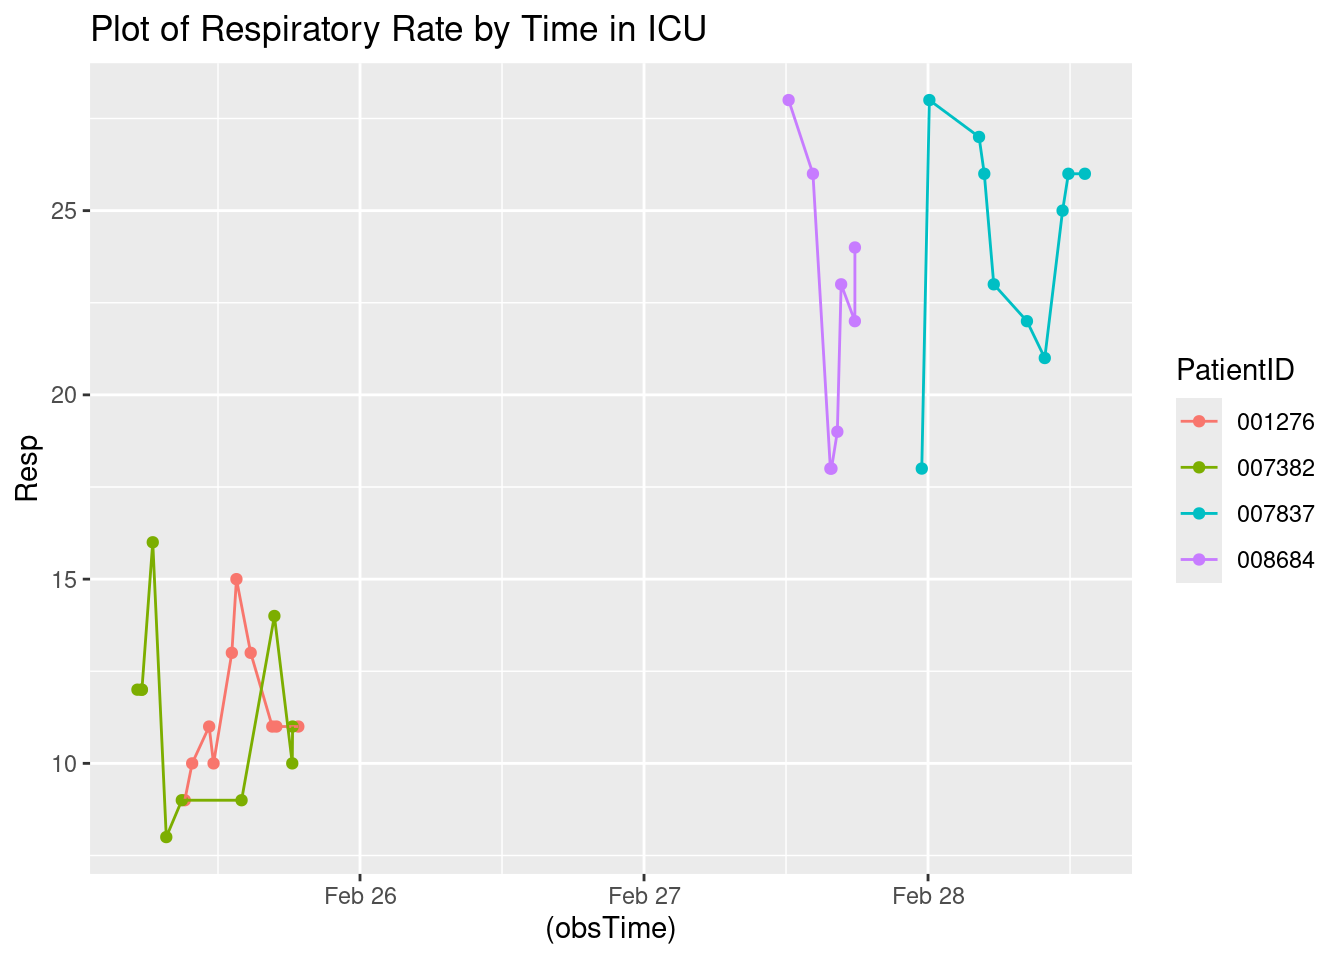 Plot of Respiratory Rate by Time in ICU
25
20
15
10
Resp
Feb 26
Feb 27
Feb 28
(obsTime)
PatientID
001276
007382
007837
008684